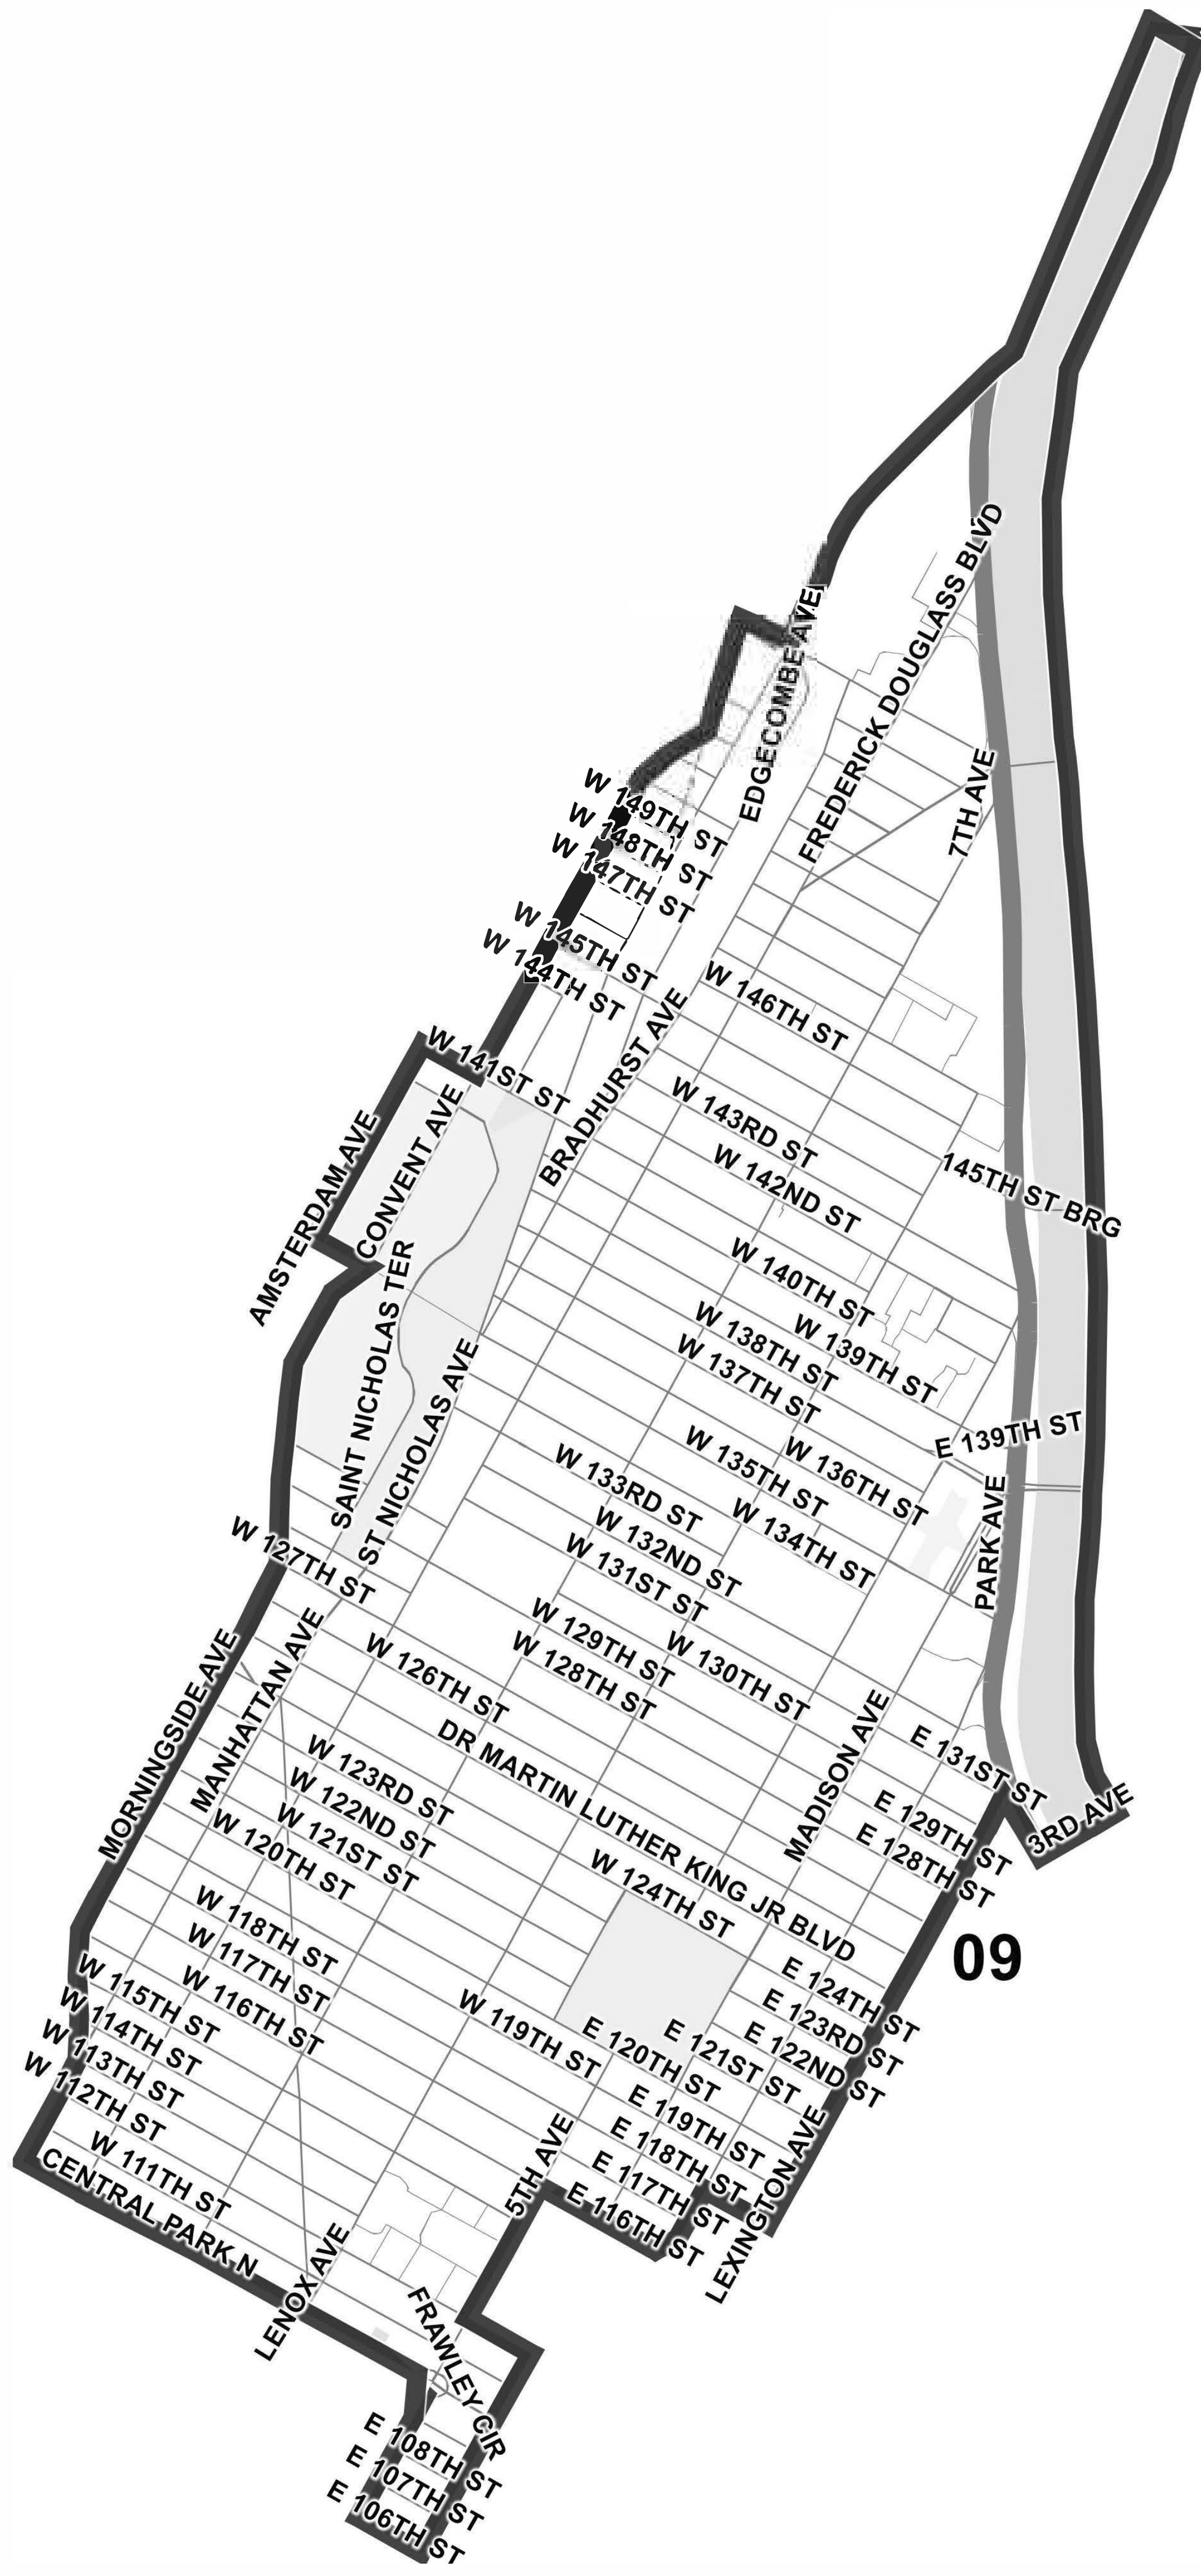 FREDERICK DOUGLASS BLVD
EDGECOMBE AVE
7TH AVE
W 149TH ST
W 148TH ST
W 147TH ST
W 145TH ST
W 144TH ST
W 146TH ST
BRADHURST AVE
W 141ST ST
W 143RD ST
CONVENT AVE
AMSTERDAM AVE
W 142ND ST
145TH ST BRG
W 140TH ST
SAINT NICHOLAS TER
W 138TH ST
W 139TH ST
W 137TH ST
ST NICHOLAS AVE
E 139TH ST
W 135TH ST
W 136TH ST
W 133RD ST
PARK AVE
W 134TH ST
W 132ND ST
W 127TH ST
W 131ST ST
W 129TH ST
W 130TH ST
W 128TH ST
W 126TH ST
MANHATTAN AVE
MORNINGSIDE AVE
MADISON AVE
DR MARTIN LUTHER KING JR BLVD
E 131ST ST
W 123RD ST
W 122ND ST
E 129TH ST
3RD AVE
W 121ST ST
W 120TH ST
E 128TH ST
W 124TH ST
W 118TH ST
09
W 117TH ST
E 124TH ST
W 115TH ST
W 116TH ST
E 123RD ST
W 114TH ST
W 119TH ST
E 120TH ST
E 121ST ST
E 122ND ST
W 113TH ST
W 112TH ST
E 119TH ST
W 111TH ST
5TH AVE
E 118TH ST
E 117TH ST
E 116TH ST
LEXINGTON AVE
CENTRAL PARK N
LENOX AVE
FRAWLEY CIR
E 108TH ST
E 107TH ST
E 106TH ST